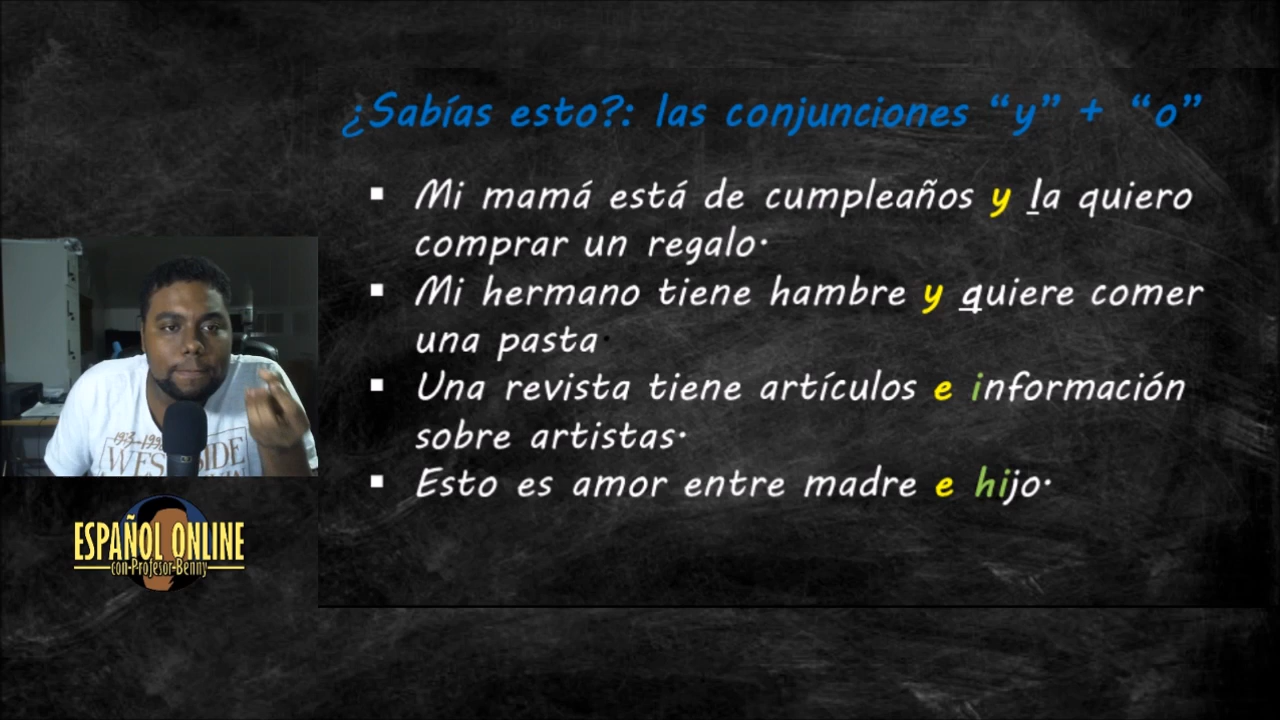 ¿Sabías esto?: las conjunciones “y” + “o”
▪ Mi mamá está de cumpleaños y la quiero
comprar un regalo.
▪ Mi hermano tiene hambre y quiere comer
una pasta.
▪ Una revista tiene artículos e información
sobre artistas.
▪ Esto es amor entre madre e hijo.
ESPAÑOL ONLINE
con Profesor Benny